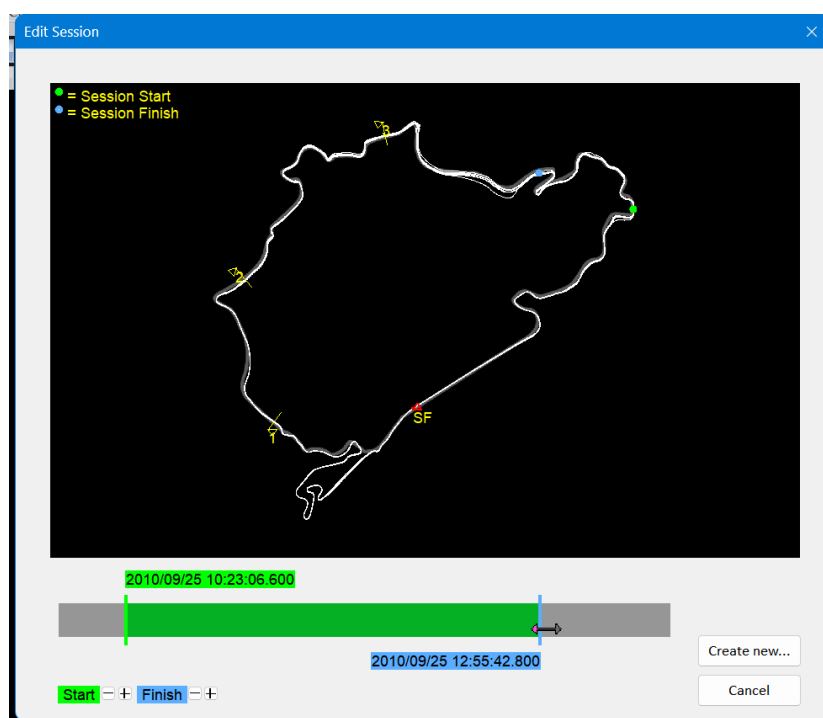 Edit Session
= Session Start
= Session Finish
3
2
SF
1
2010/09/25 10:23:06.600
2010/09/25 12:55:42.800
Create new...
Start - + Finish - +
Cancel